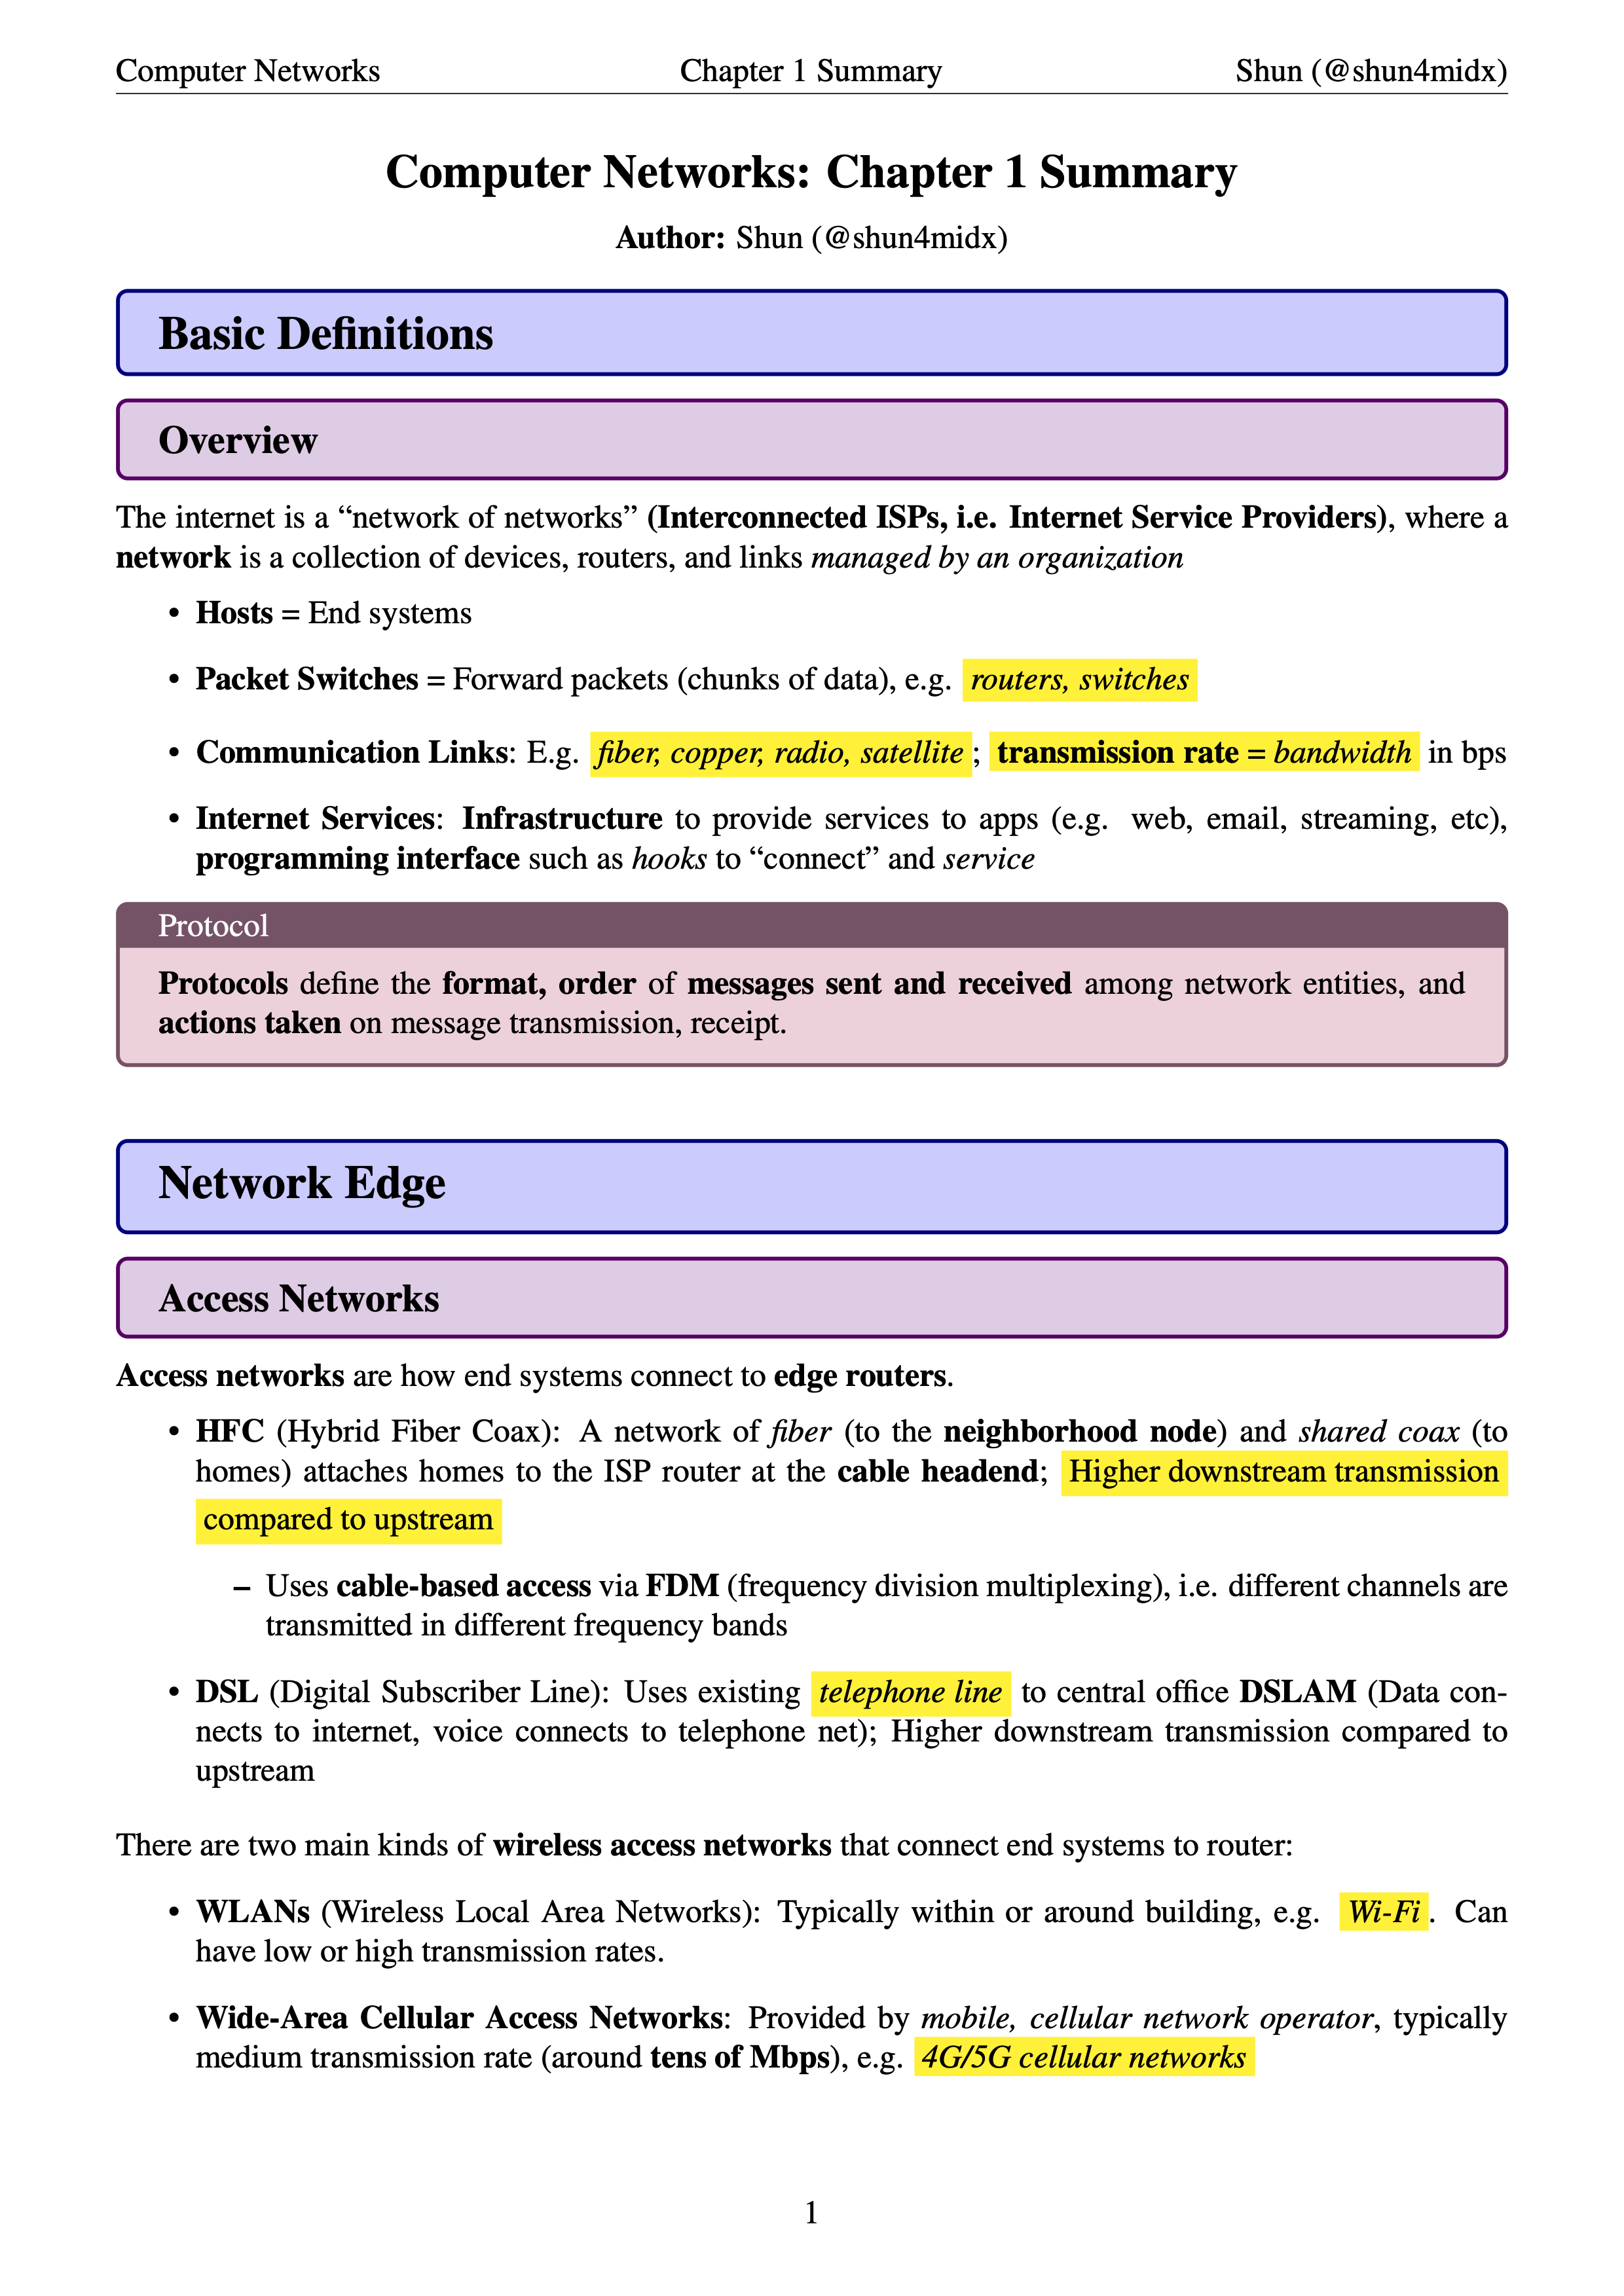 Computer Networks
Chapter 1 Summary
Shun (@shun4midx)
Computer Networks: Chapter 1 Summary
Author: Shun (@shun4midx)
Basic Definitions
Overview
The internet is a “network of networks” (Interconnected ISPs, i.e. Internet Service Providers), where a
network is a collection of devices, routers, and links managed by an organization
• Hosts = End systems
• Packet Switches = Forward packets (chunks of data), e.g. routers, switches
• Communication Links: E.g. fiber, copper, radio, satellite; transmission rate = bandwidth in bps
• Internet Services: Infrastructure to provide services to apps (e.g. web, email, streaming, etc),
programming interface such as hooks to “connect” and service
Protocol
Protocols define the format, order of messages sent and received among network entities, and
actions taken on message transmission, receipt.
Network Edge
Access Networks
Access networks are how end systems connect to edge routers.
• HFC (Hybrid Fiber Coax): A network of fiber (to the neighborhood node) and shared coax (to
homes) attaches homes to the ISP router at the cable headend; Higher downstream transmission
compared to upstream
– Uses cable-based access via FDM (frequency division multiplexing), i.e. different channels are
transmitted in different frequency bands
• DSL (Digital Subscriber Line): Uses existing telephone line to central office DSLAM (Data con-
nects to internet, voice connects to telephone net); Higher downstream transmission compared to
upstream
There are two main kinds of wireless access networks that connect end systems to router:
• WLANs (Wireless Local Area Networks): Typically within or around building, e.g. Wi-Fi. Can
have low or high transmission rates.
• Wide-Area Cellular Access Networks: Provided by mobile, cellular network operator, typically
medium transmission rate (around tens of Mbps), e.g. 4G/5G cellular networks
1